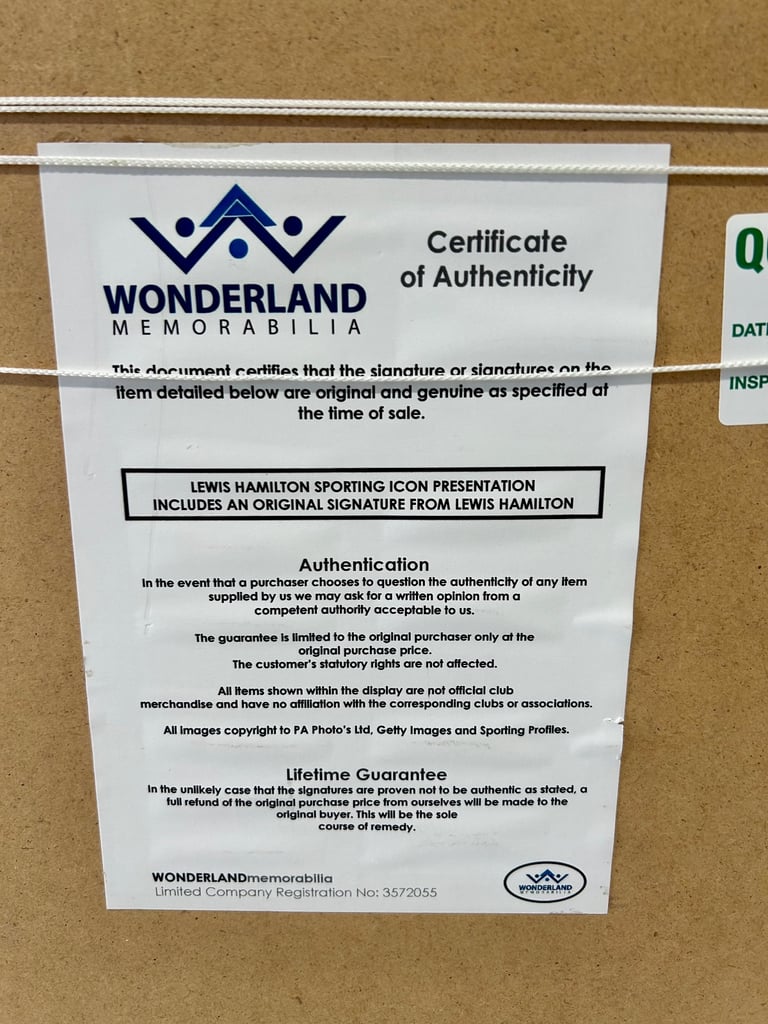 WONDERLAND
MEMORABILIA
Certificate
of Authenticity
This document certifies that the signature or signatures on the
item detailed below are original and genuine as specified at
the time of sale.
LEWIS HAMILTON SPORTING ICON PRESENTATION
INCLUDES AN ORIGINAL SIGNATURE FROM LEWIS HAMILTON
Authentication
In the event that a purchaser chooses to question the authenticity of any item
supplied by us we may ask for a written opinion from a
competent authority acceptable to us.
The guarantee is limited to the original purchaser only at the
original purchase price.
The customer's statutory rights are not affected.
All items shown within the display are not official club
merchandise and have no affiliation with the corresponding clubs or associations.
All images copyright to PA Photo's Ltd, Getty Images and Sporting Profiles.
Lifetime Guarantee
In the unlikely case that the signatures are proven not to be authentic as stated, a
full refund of the original purchase price from ourselves will be made to the
original buyer. This will be the sole
course of remedy.
WONDERLANDmemorabilia
Limited Company Registration No: 3572055
WONDERLAND
MEMORABILIA